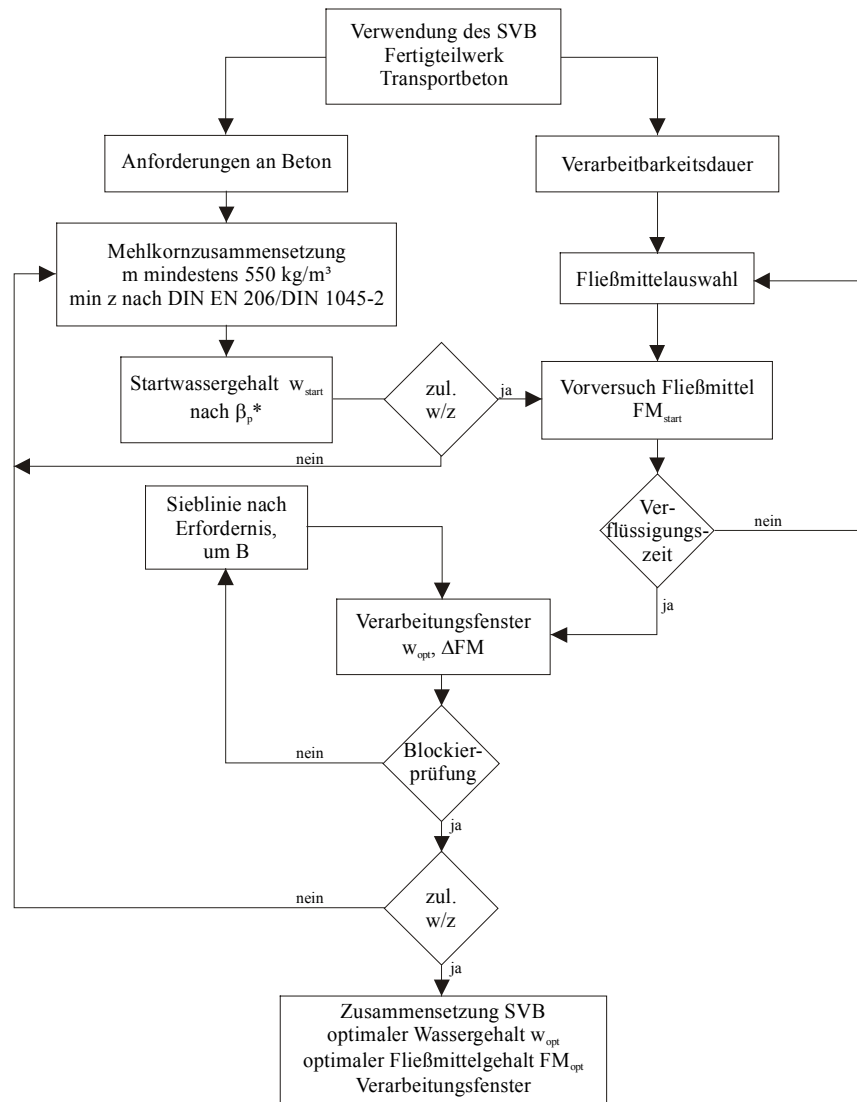 Verwendung des SVB
Fertigteilwerk
Transportbeton
Anforderungen an Beton
Verarbeitbarkeitsdauer
Mehlkornzusammensetzung
m mindestens 550 kg/m³
min z nach DIN EN 206/DIN 1045-2
Fließmittelauswahl
Startwassergehalt w_start
nach β_p*
zul.
w/z
ja
nein
Vorversuch Fließmittel
FM_start
Ver-
flüssigungs-
zeit
nein
ja
Sieblinie nach
Erfordernis,
um B
Verarbeitungsfenster
w_opt, ΔFM
Blockier-
prüfung
nein
ja
zul.
w/z
nein
ja
Zusammensetzung SVB
optimaler Wassergehalt w_opt
optimaler Fließmittelgehalt FM_opt
Verarbeitungsfenster